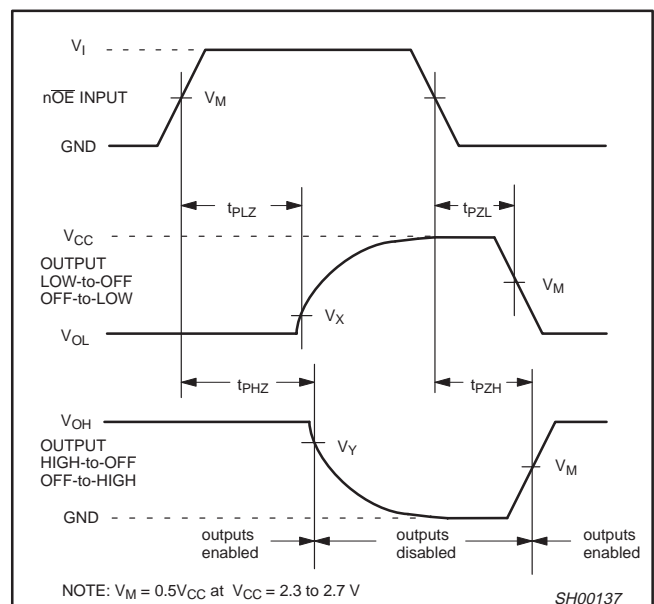 V_I
nO̅E̅ INPUT
V_M
GND
t_PLZ
t_PZL
V_CC
OUTPUT
LOW-to-OFF
OFF-to-LOW
V_M
V_X
V_OL
t_PHZ
t_PZH
V_OH
OUTPUT
HIGH-to-OFF
OFF-to-HIGH
V_Y
V_M
GND
outputs
enabled
outputs
disabled
outputs
enabled
NOTE: V_M = 0.5V_CC at V_CC = 2.3 to 2.7 V
SH00137